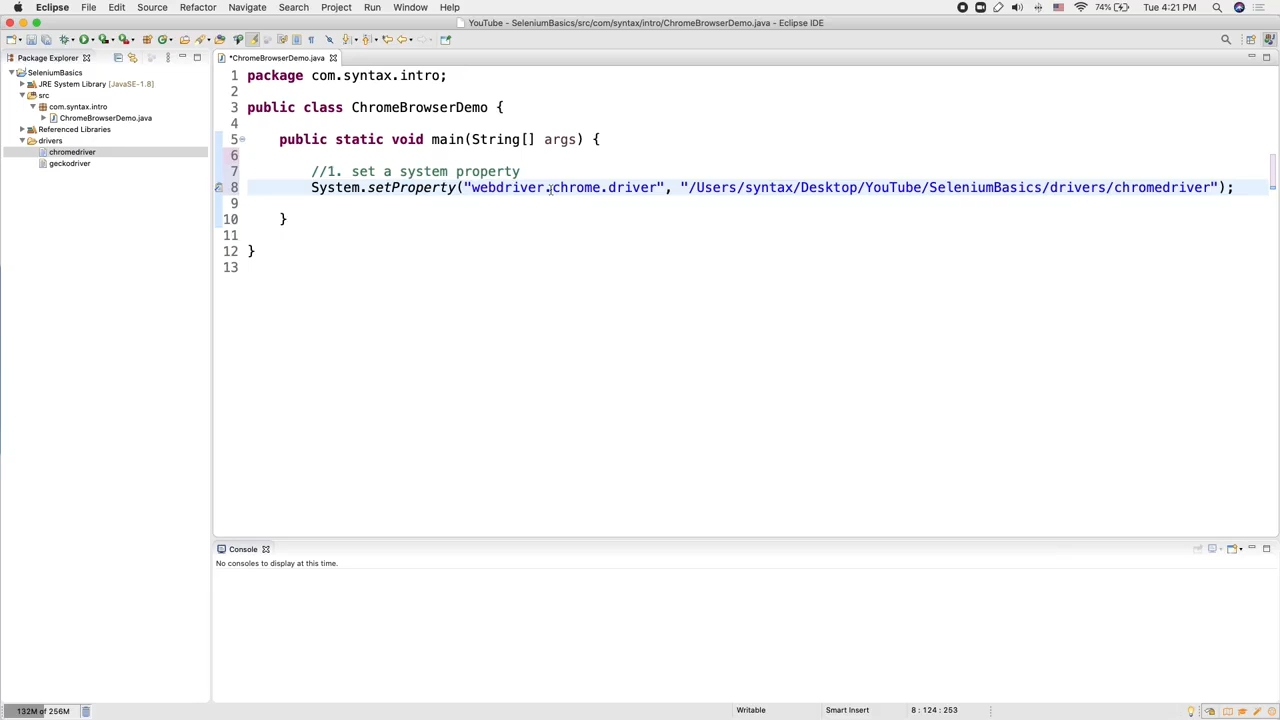 Eclipse File Edit Source Refactor Navigate Search Project Run Window Help 74% Tue 4:21 PM
YouTube - SeleniumBasics/src/com/syntax/intro/ChromeBrowserDemo.java - Eclipse IDE
Package Explorer
*ChromeBrowserDemo.java
SeleniumBasics
JRE System Library [JavaSE-1.8]
src
com.syntax.intro
ChromeBrowserDemo.java
Referenced Libraries
drivers
chromedriver
geckodriver
1 package com.syntax.intro;
2
3 public class ChromeBrowserDemo {
4
5 public static void main(String[] args) {
6
7 //1. set a system property
8 System.setProperty("webdriver.chrome.driver", "/Users/syntax/Desktop/YouTube/SeleniumBasics/drivers/chromedriver");
9
10 }
11
12 }
13
Console
No consoles to display at this time.
132M of 256M Writable Smart Insert 8 : 124 : 253